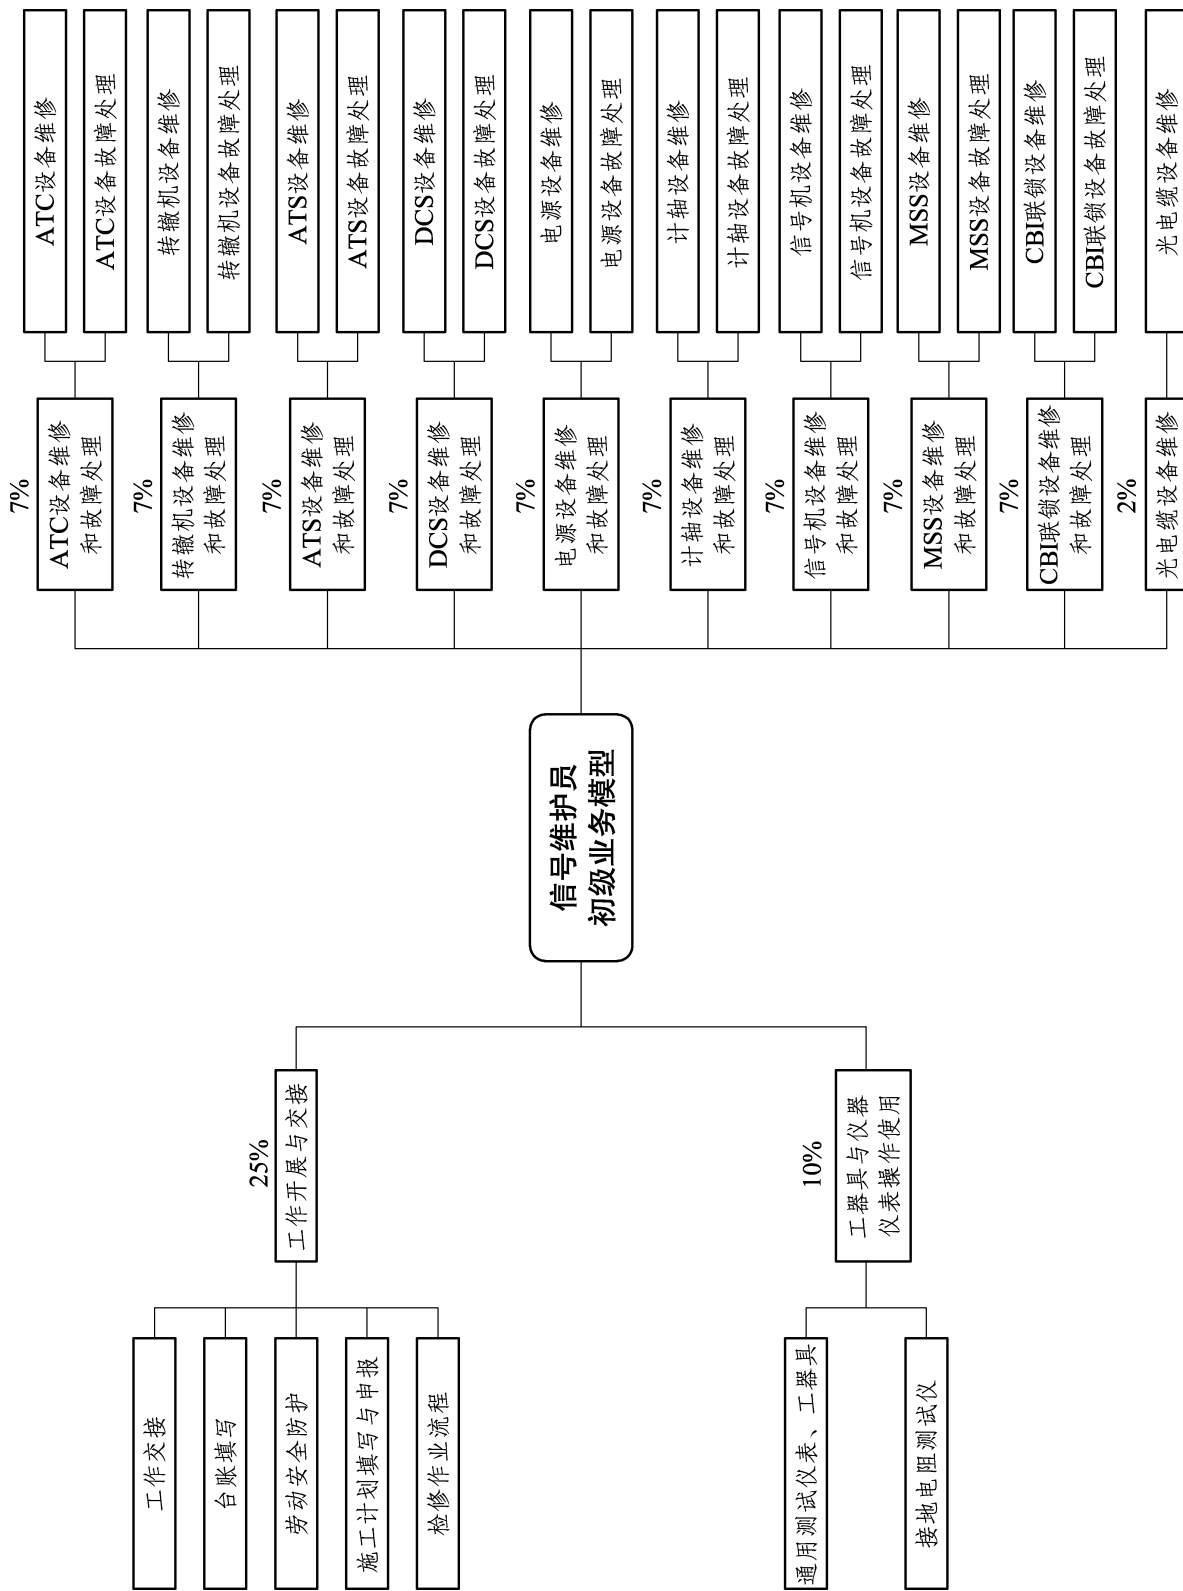 工作交接
台账填写
劳动安全防护
施工计划填写与申报
检修作业流程
25%
工作开展与交接
通用测试仪表、工器具
接地电阻测试仪
10%
工器具与仪器
仪表操作使用
信号维护员
初级业务模型
7%
ATC设备维修
和故障处理
ATC设备维修
ATC设备故障处理
7%
转辙机设备维修
和故障处理
转辙机设备维修
转辙机设备故障处理
7%
ATS设备维修
和故障处理
ATS设备维修
ATS设备故障处理
7%
DCS设备维修
和故障处理
DCS设备维修
DCS设备故障处理
7%
电源设备维修
和故障处理
电源设备维修
电源设备故障处理
7%
计轴设备维修
和故障处理
计轴设备维修
计轴设备故障处理
7%
信号机设备维修
和故障处理
信号机设备维修
信号机设备故障处理
7%
MSS设备维修
和故障处理
MSS设备维修
MSS设备故障处理
7%
CBI联锁设备维修
和故障处理
CBI联锁设备维修
CBI联锁设备故障处理
2%
光电缆设备维修
光电缆设备维修